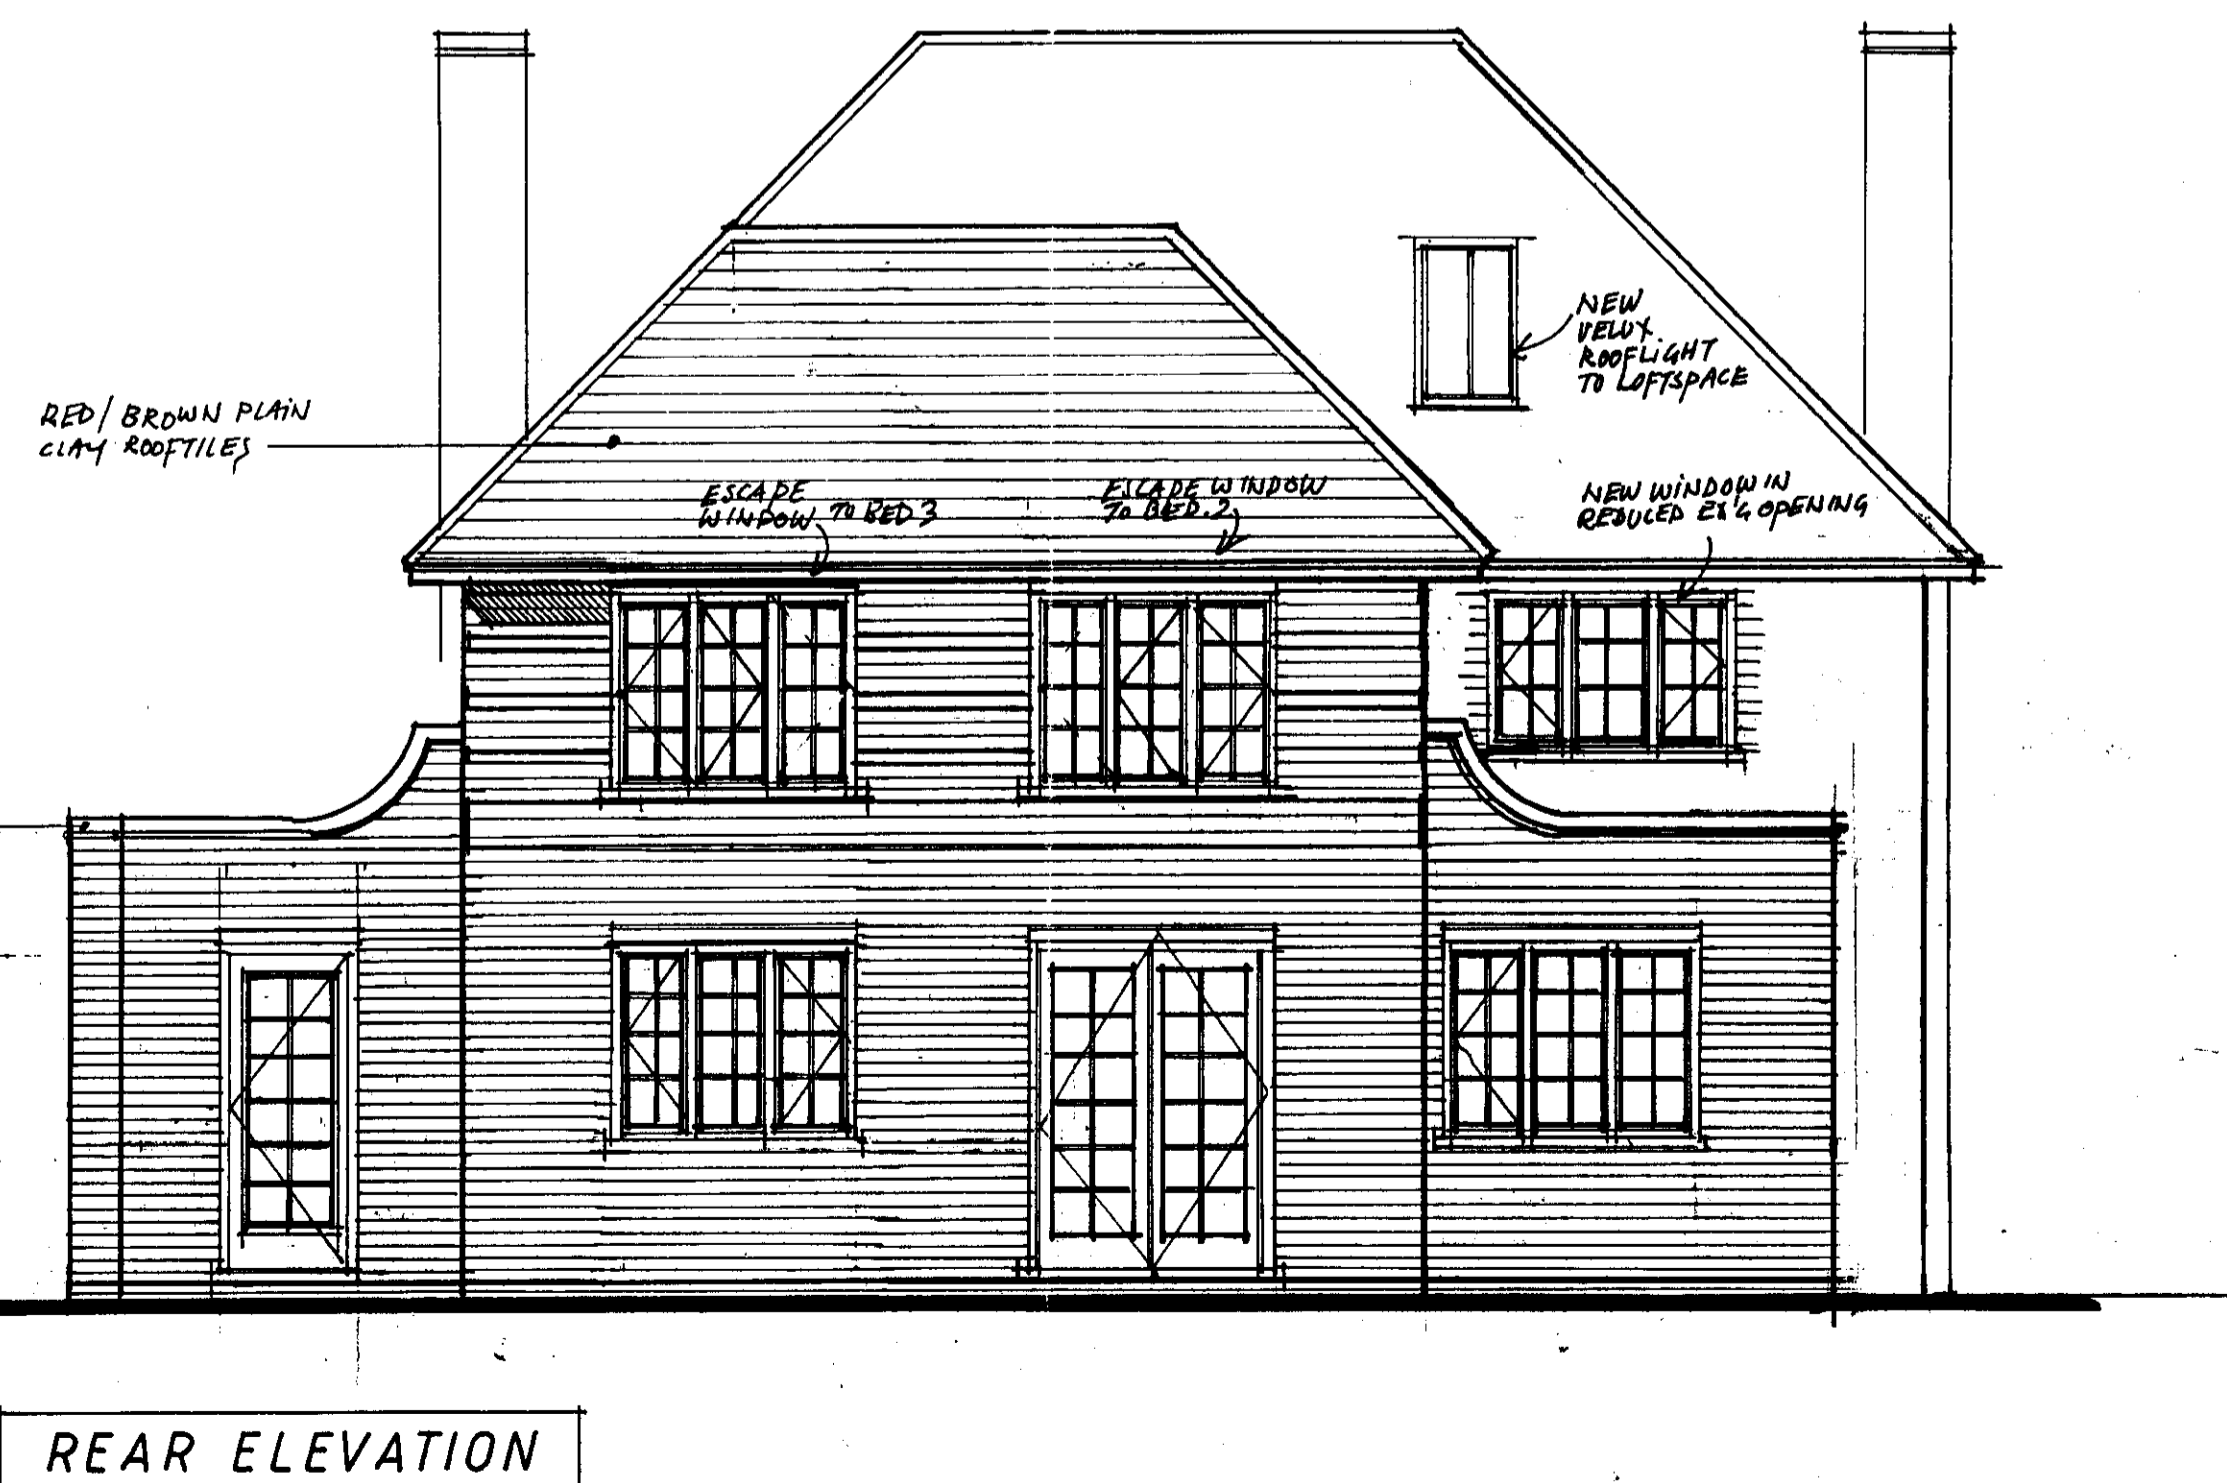 RED/BROWN PLAIN
CLAY ROOFTILES
ESCAPE
WINDOW TO BED 3
ESCAPE WINDOW
TO BED.2
NEW
VELUX
ROOFLIGHT
TO LOFTSPACE
NEW WINDOW IN
REDUCED EX'G OPENING
REAR ELEVATION